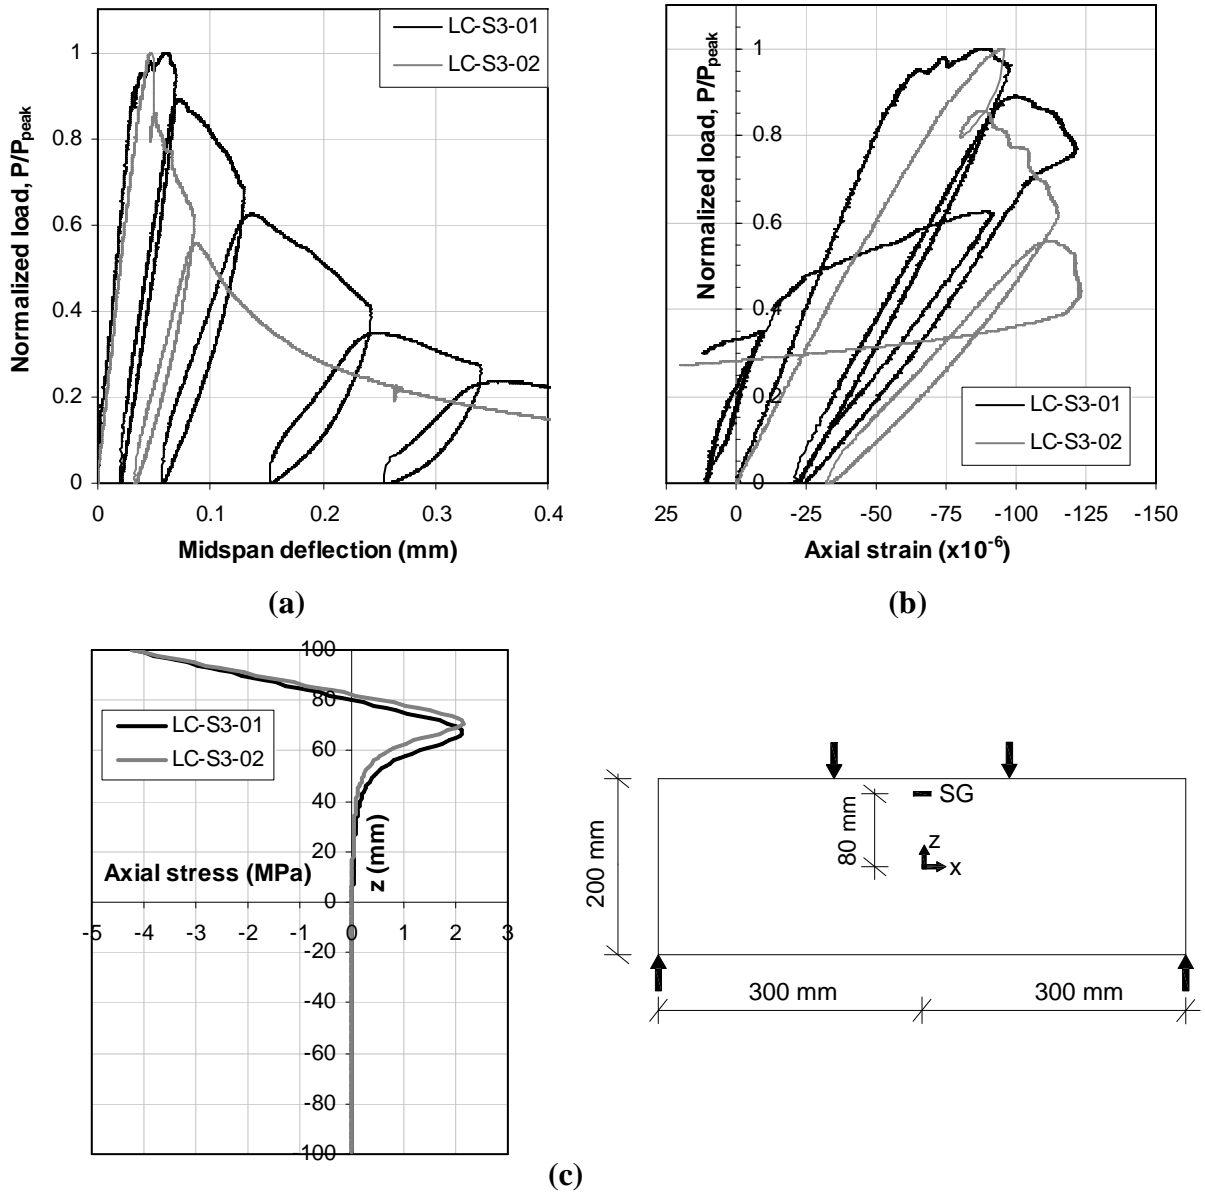 LC-S3-01
LC-S3-02
Normalized load, P/Ppeak
1
0.8
0.6
0.4
0.2
0
0 0.1 0.2 0.3 0.4
Midspan deflection (mm)
(a)
Normalized load, P/Ppeak
1
0.8
0.6
0.4
0.2
0
LC-S3-01
LC-S3-02
25 0 -25 -50 -75 -100 -125 -150
Axial strain (x10-6)
(b)
100
80
60
40
20
0
-20
-40
-60
-80
-100
LC-S3-01
LC-S3-02
Axial stress (MPa)
z (mm)
-5 -4 -3 -2 -1 0 1 2 3
SG
80 mm
z
x
200 mm
300 mm 300 mm
(c)